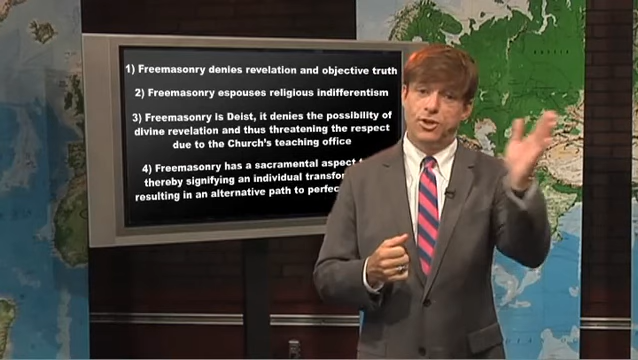 1) Freemasonry denies revelation and objective truth
2) Freemasonry espouses religious indifferentism
3) Freemasonry is Deist, it denies the possibility of
divine revelation and thus threatening the respect
due to the Church's teaching office
4) Freemasonry has a sacramental aspect
thereby signifying an individual
resulting in an alternative path to